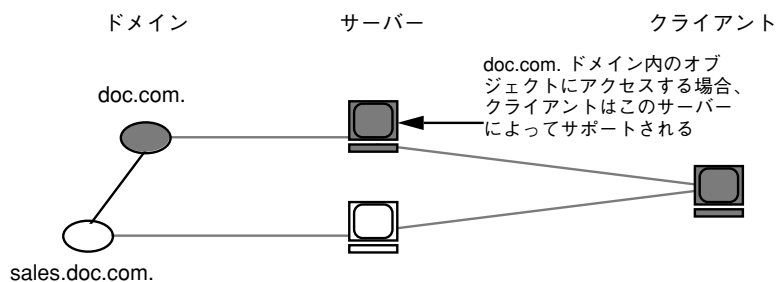 ドメイン
サーバー
クライアント
doc.com. ドメイン内のオブ
ジェクトにアクセスする場合、
クライアントはこのサーバー
によってサポートされる
doc.com.
sales.doc.com.